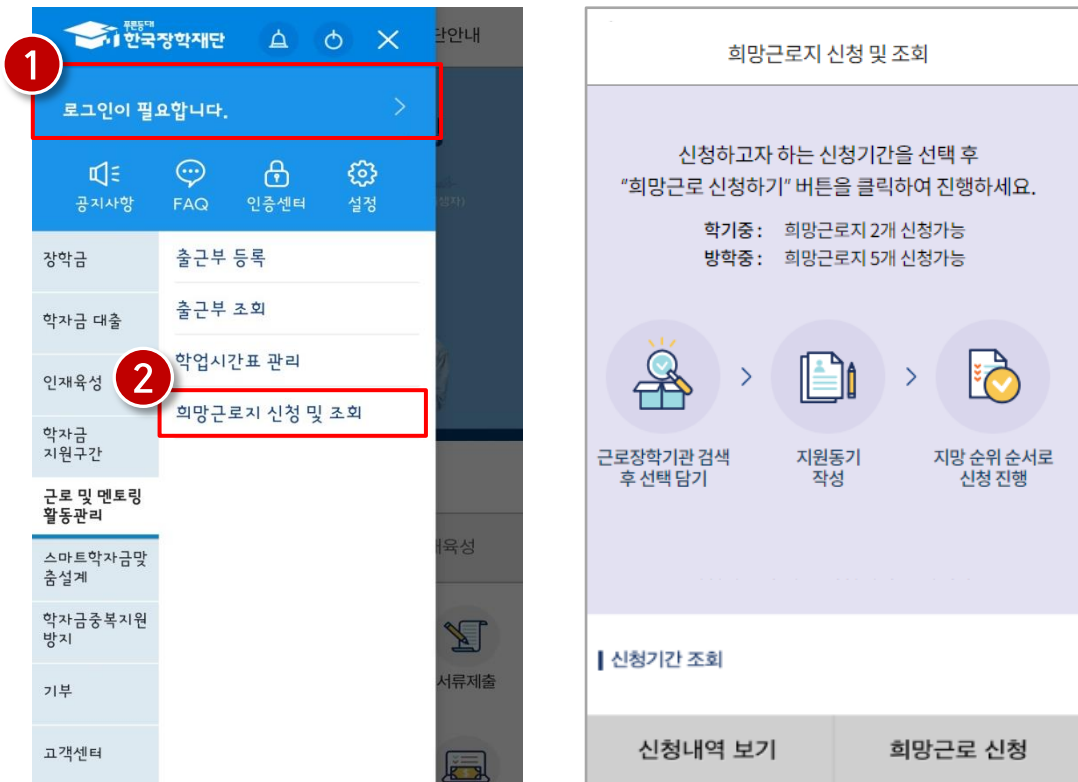 푸른등대
한국장학재단
단안내
1
로그인이 필요합니다.
공지사항
FAQ
인증센터
설정
장학금
학자금 대출
인재육성
학자금
지원구간
근로 및 멘토링
활동관리
스마트학자금맞
춤설계
학자금중복지원
방지
기부
고객센터
출근부 등록
출근부 조회
학업시간표 관리
2
희망근로지 신청 및 조회
서류제출
희망근로지 신청 및 조회
신청하고자 하는 신청기간을 선택 후
"희망근로 신청하기" 버튼을 클릭하여 진행하세요.
학기중 : 희망근로지 2개 신청가능
방학중 : 희망근로지 5개 신청가능
근로장학기관 검색
후 선택 담기
지원동기
작성
지망 순위 순서로
신청 진행
신청기간 조회
신청내역 보기
희망근로 신청